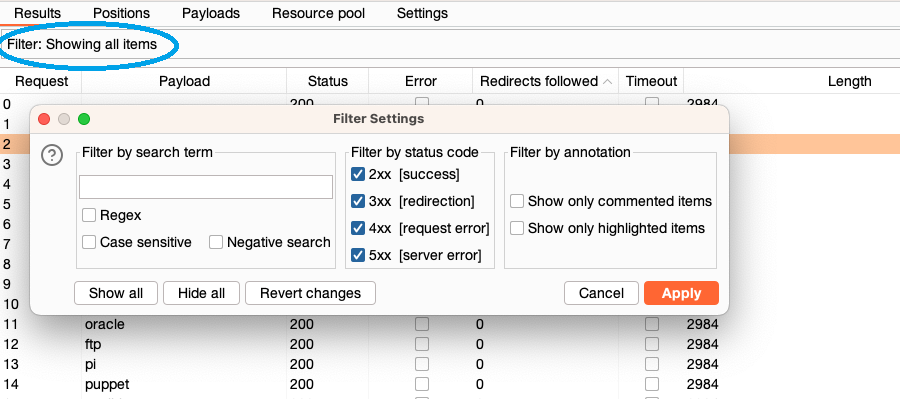 Results Positions Payloads Resource pool Settings
Filter: Showing all items
Request Payload Status Error Redirects followed Timeout Length
0 200 0 2984
1
Filter Settings
2
Filter by search term Filter by status code Filter by annotation
3
2xx [success]
4
3xx [redirection] Show only commented items
5
Regex
6
4xx [request error] Show only highlighted items
7
Case sensitive Negative search
8
5xx [server error]
9
Show all Hide all Revert changes Cancel Apply
10
11 oracle 200 0 2984
12 ftp 200 0 2984
13 pi 200 0 2984
14 puppet 200 0 2984